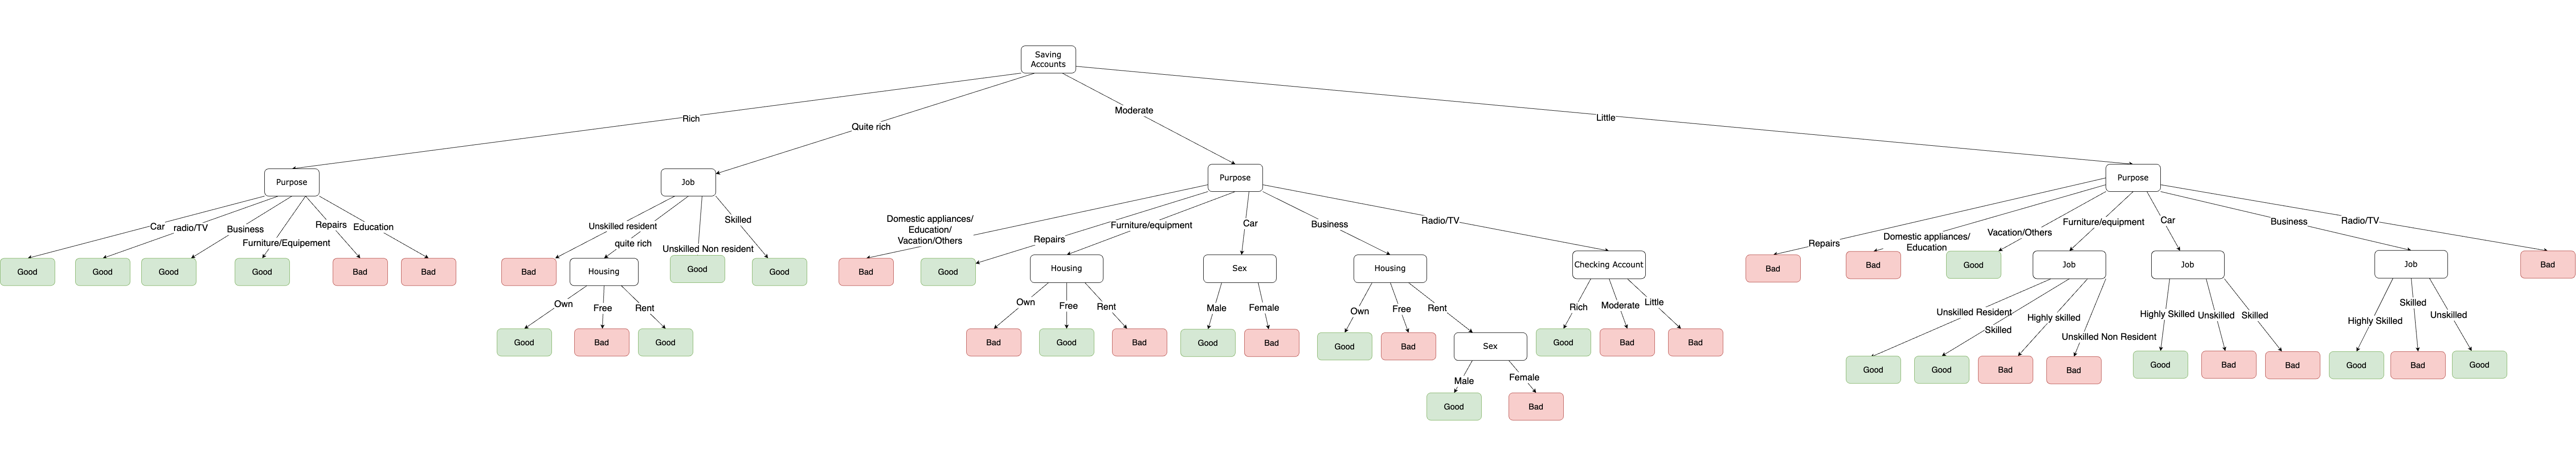 Saving
Accounts
Rich
Quite rich
Moderate
Little
Purpose
Job
Purpose
Purpose
Car
radio/TV
Business
Furniture/Equipement
Repairs
Education
Unskilled resident
quite rich
Unskilled Non resident
Skilled
Domestic appliances/
Education/
Vacation/Others
Repairs
Furniture/equipment
Car
Business
Radio/TV
Repairs
Domestic appliances/
Education
Vacation/Others
Furniture/equipment
Car
Business
Radio/TV
Good
Good
Good
Good
Bad
Bad
Bad
Housing
Good
Good
Bad
Good
Housing
Sex
Housing
Checking Account
Bad
Bad
Good
Job
Job
Job
Bad
Own
Free
Rent
Own
Free
Rent
Male
Female
Own
Free
Rent
Rich
Moderate
Little
Unskilled Resident
Skilled
Highly skilled
Unskilled Non Resident
Highly Skilled
Unskilled
Skilled
Highly Skilled
Skilled
Unskilled
Good
Bad
Good
Bad
Good
Bad
Good
Bad
Good
Bad
Sex
Good
Bad
Bad
Good
Good
Bad
Bad
Good
Bad
Bad
Good
Bad
Good
Male
Female
Good
Bad